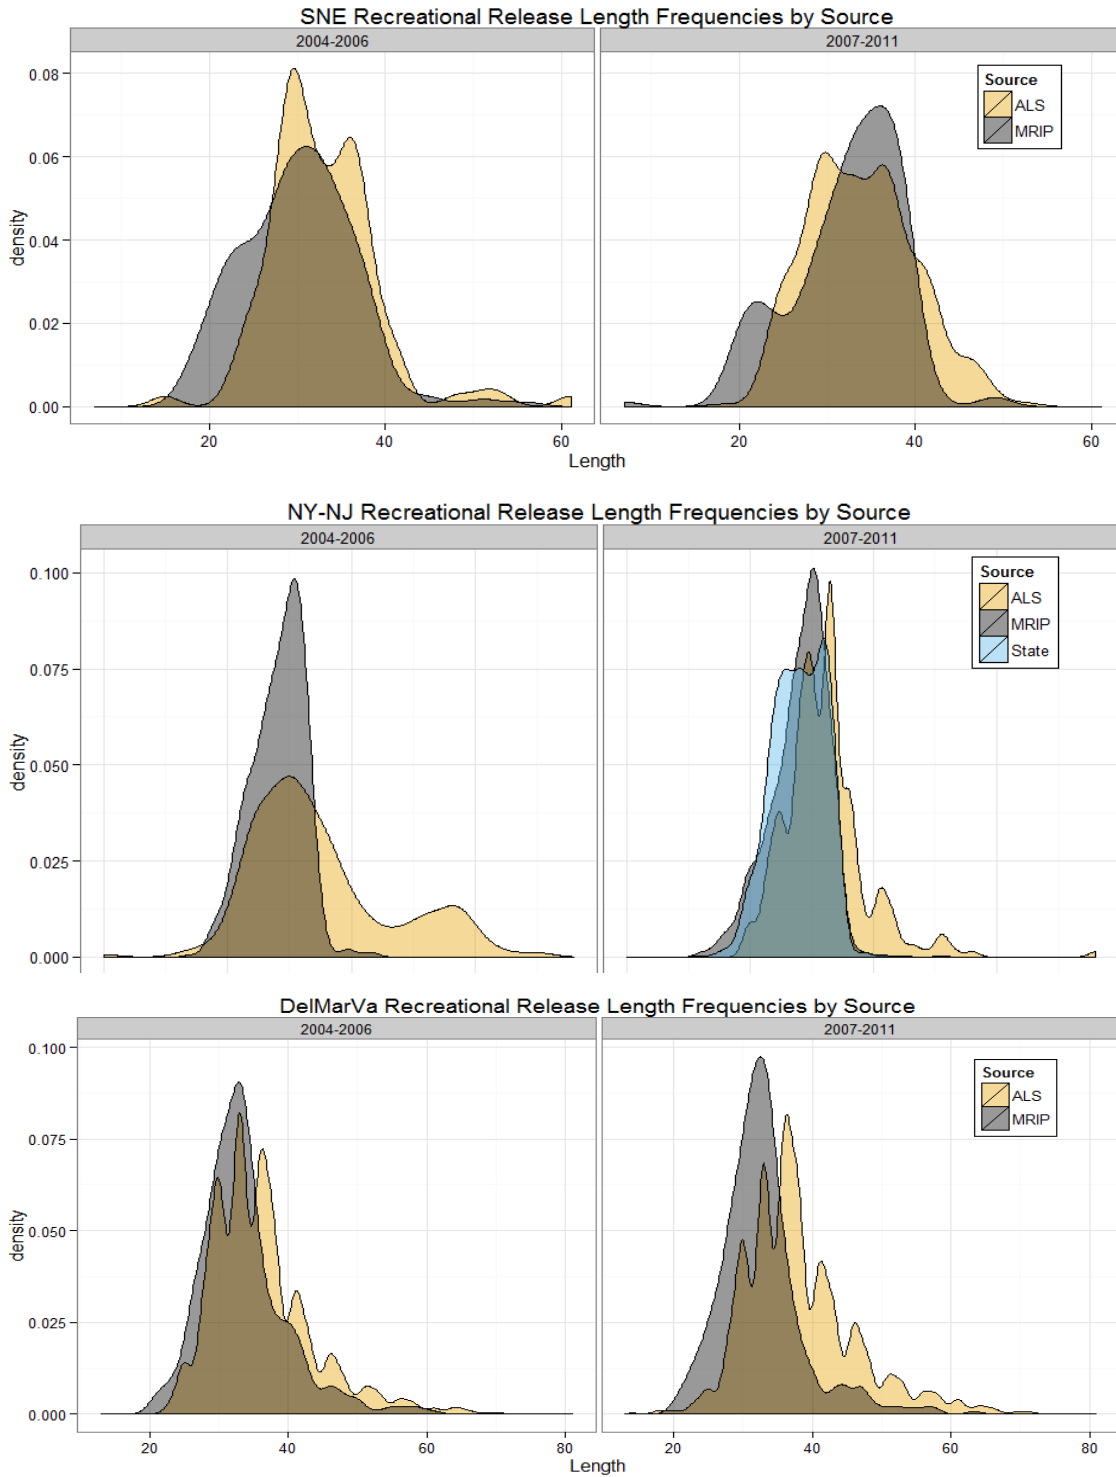 SNE Recreational Release Length Frequencies by Source
2004-2006 2007-2011
Source
ALS
MRIP
0.08
0.06
0.04
0.02
0.00
density
20 40 60 20 40 60
Length
NY-NJ Recreational Release Length Frequencies by Source
2004-2006 2007-2011
Source
ALS
MRIP
State
0.100
0.075
0.050
0.025
0.000
density
DelMarVa Recreational Release Length Frequencies by Source
2004-2006 2007-2011
Source
ALS
MRIP
0.100
0.075
0.050
0.025
0.000
density
20 40 60 80 20 40 60 80
Length